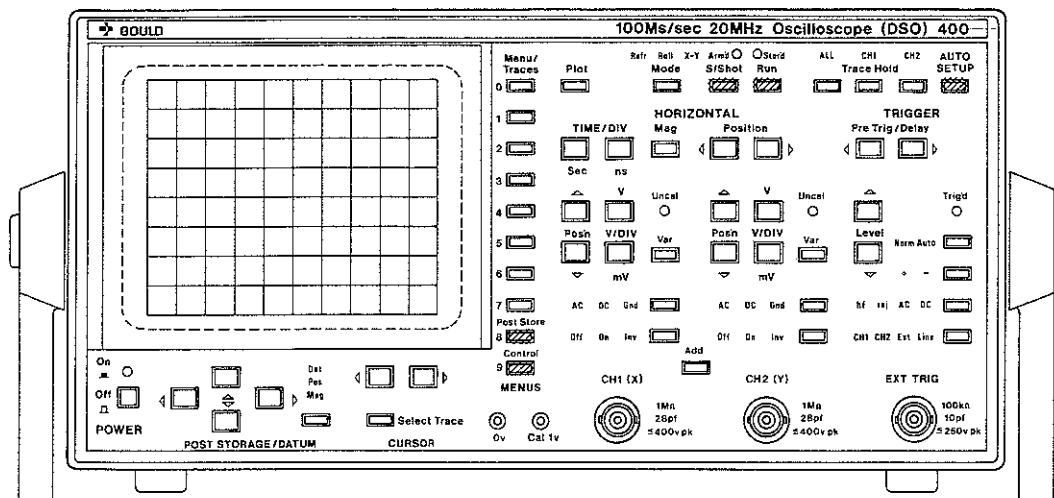 GOULD 100Ms/sec 20MHz Oscilloscope (DSO) 400
Menu/
Traces
Plot
Refr Roll X-Y Arm'd Stor'd
Mode S/Shot Run
ALL CH1 CH2
Trace Hold
AUTO
SETUP
0
1
2
3
4
5
6
7
Post Store
8
Control
9
MENUS
HORIZONTAL
TIME/DIV Mag Position
Sec ns
TRIGGER
Pre Trig/Delay
V Uncal V Uncal Trig'd
Pos'n V/DIV Var Pos'n V/DIV Var Level
mV mV
Norm Auto
+ -
AC DC Gnd AC DC Gnd hf rej AC DC
Off On Inv Off On Inv CH1 CH2 Ext Line
Add
On
Off
POWER
POST STORAGE/DATUM
Dat
Pos
Mag
Select Trace
CURSOR
0v Cal 1v
CH1 (X)
1MΩ
28pf
≤400v pk
CH2 (Y)
1MΩ
28pf
≤400v pk
EXT TRIG
100kΩ
10pf
≤250v pk